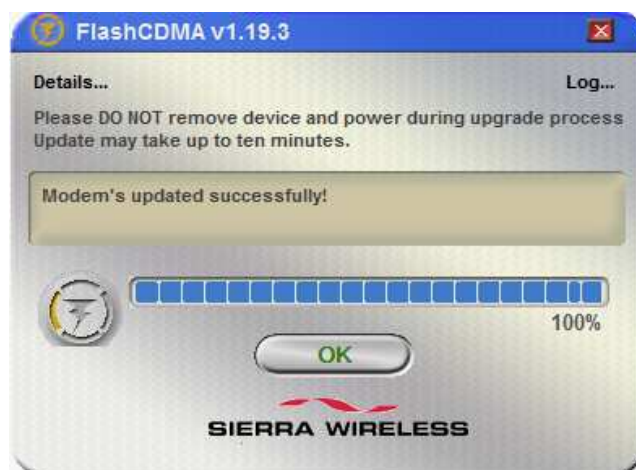 FlashCDMA v1.19.3
Details... Log...
Please DO NOT remove device and power during upgrade process
Update may take up to ten minutes.
Modem's updated successfully!
100%
OK
SIERRA WIRELESS